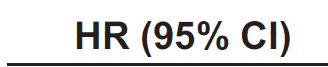 HR (95% CI)